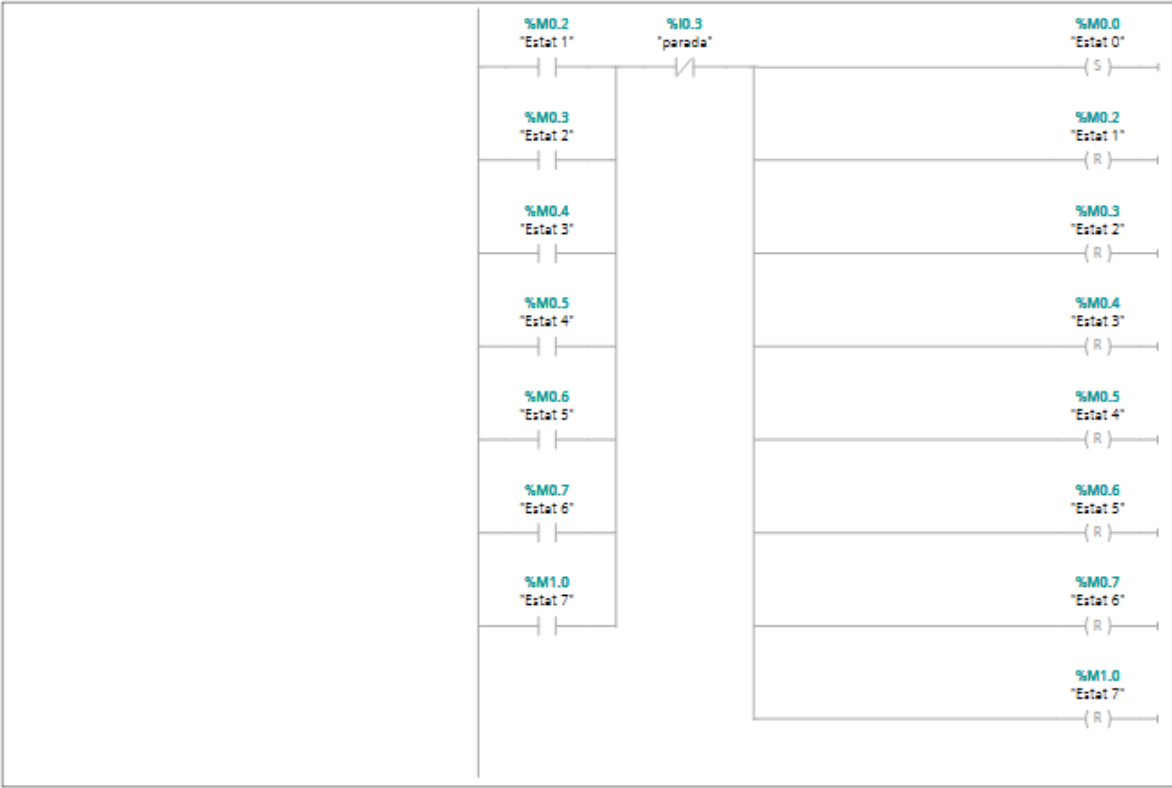 %M0.2 %I0.3 %M0.0
"Estat 1" "parada" "Estat 0"
S
%M0.3 %M0.2
"Estat 2" "Estat 1"
R
%M0.4 %M0.3
"Estat 3" "Estat 2"
R
%M0.5 %M0.4
"Estat 4" "Estat 3"
R
%M0.6 %M0.5
"Estat 5" "Estat 4"
R
%M0.7 %M0.6
"Estat 6" "Estat 5"
R
%M1.0 %M0.7
"Estat 7" "Estat 6"
R
%M1.0
"Estat 7"
R